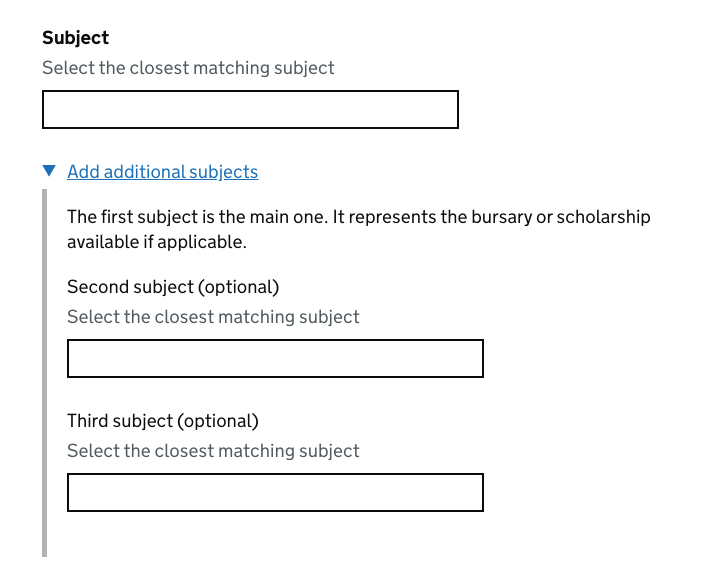 Subject
Select the closest matching subject
Add additional subjects
The first subject is the main one. It represents the bursary or scholarship
available if applicable.
Second subject (optional)
Select the closest matching subject
Third subject (optional)
Select the closest matching subject